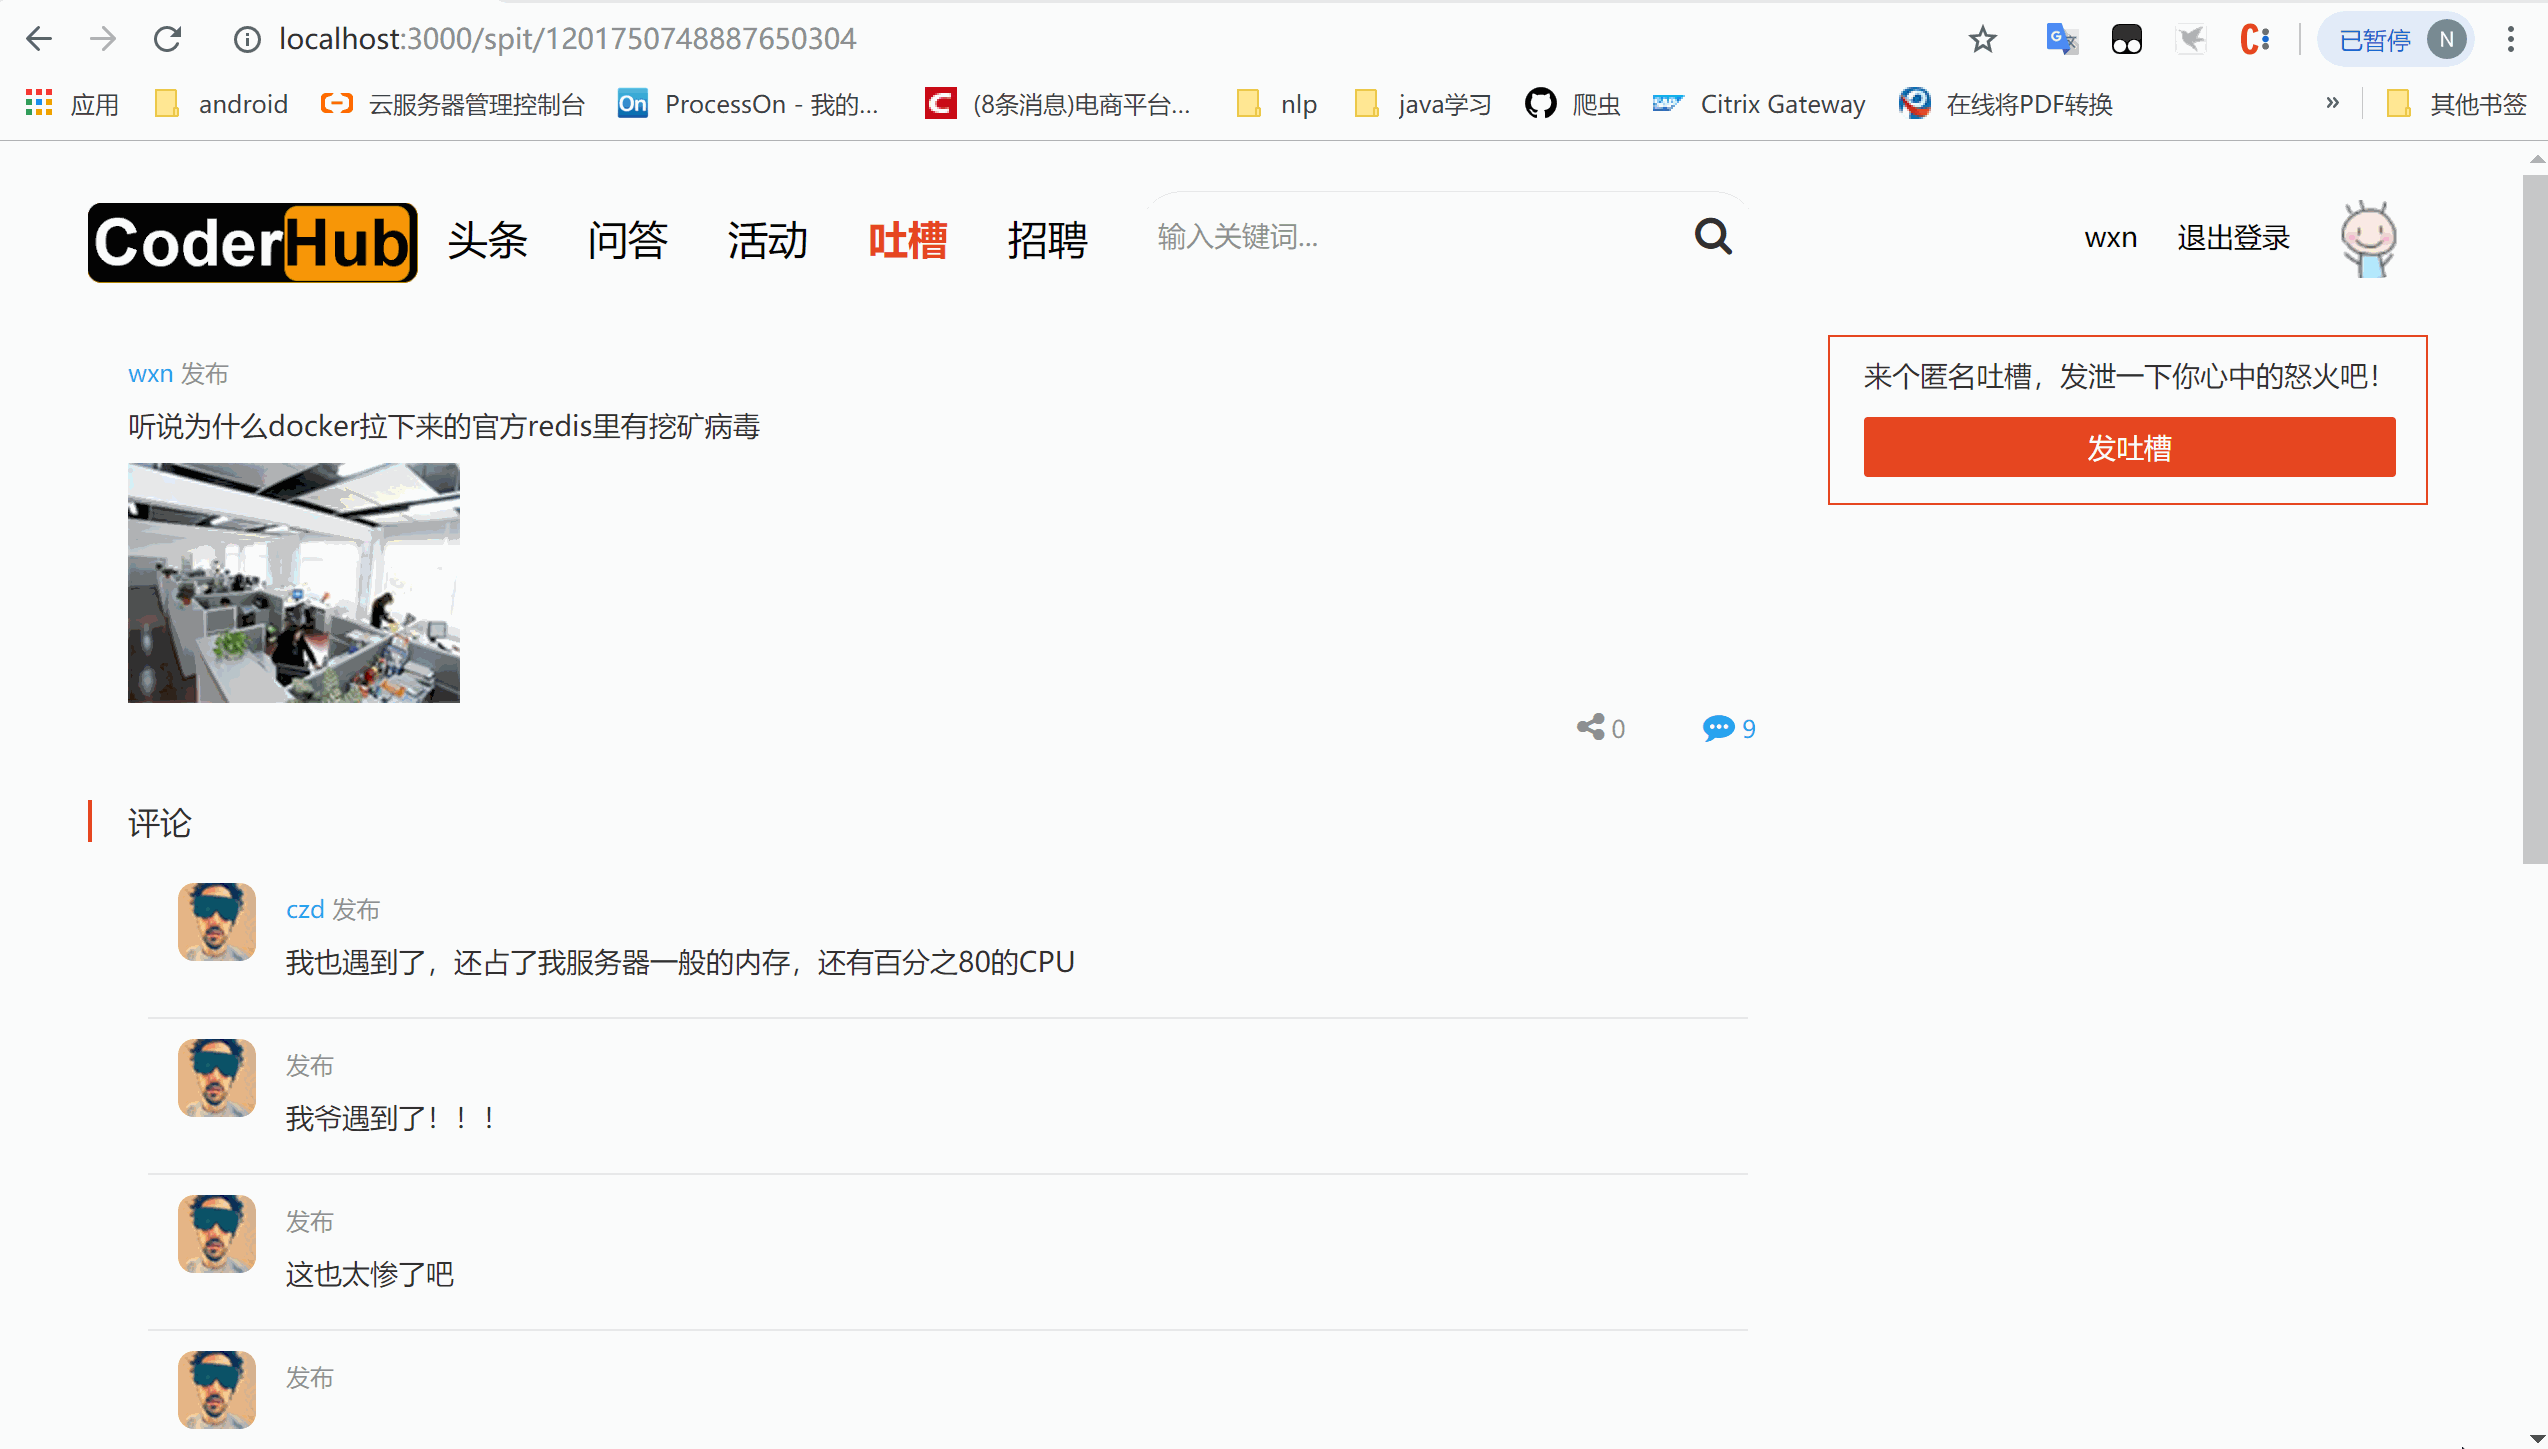 localhost:3000/spit/1201750748887650304
已暂停 N
应用 android 云服务器管理控制台 On ProcessOn - 我的... (8条消息)电商平台... nlp java学习 爬虫 SAP Citrix Gateway 在线将PDF转换 » 其他书签
CoderHub 头条 问答 活动 吐槽 招聘 输入关键词... wxn 退出登录
wxn 发布
听说为什么docker拉下来的官方redis里有挖矿病毒
0 9
来个匿名吐槽，发泄一下你心中的怒火吧！
发吐槽
评论
czd 发布
我也遇到了，还占了我服务器一般的内存，还有百分之80的CPU
发布
我爷遇到了！！！
发布
这也太惨了吧
发布